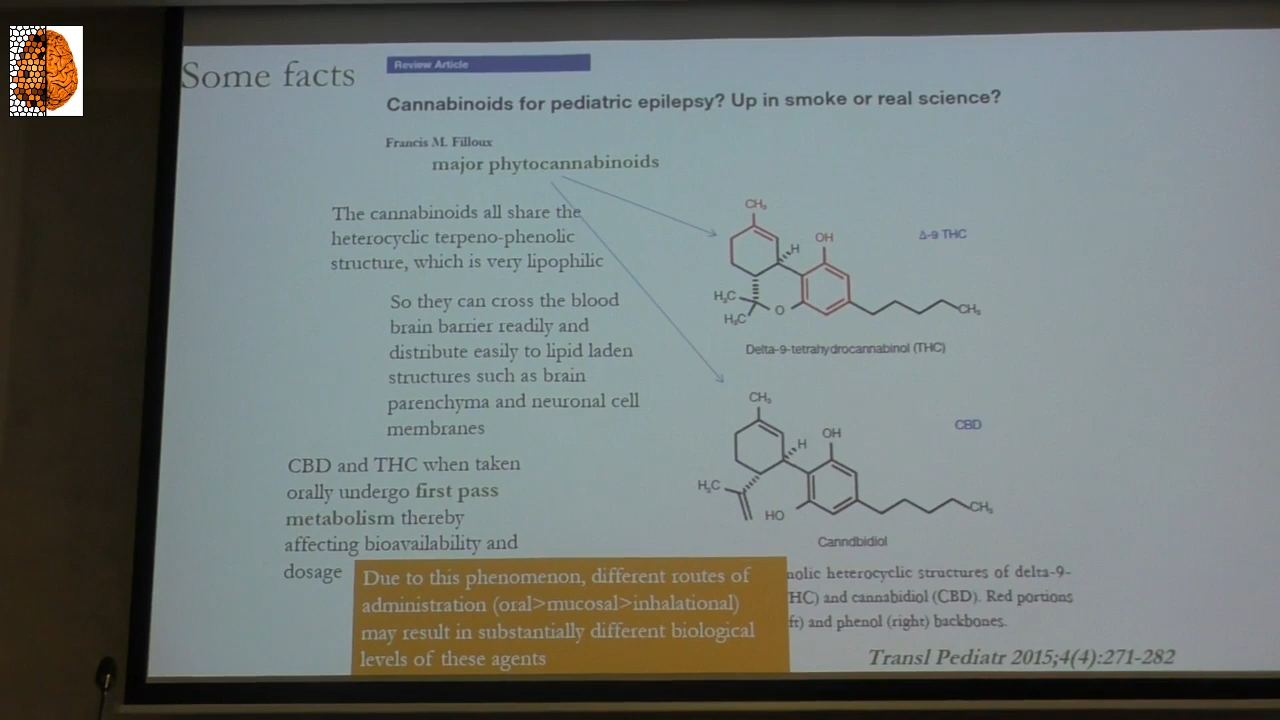 Some facts
Review Article
Cannabinoids for pediatric epilepsy? Up in smoke or real science?
Francis M. Filloux
major phytocannabinoids
The cannabinoids all share the
heterocyclic terpeno-phenolic
structure, which is very lipophilic
So they can cross the blood
brain barrier readily and
distribute easily to lipid laden
structures such as brain
parenchyma and neuronal cell
membranes
CBD and THC when taken
orally undergo first pass
metabolism thereby
affecting bioavailability and
dosage
Due to this phenomenon, different routes of
administration (oral>mucosal>inhalational)
may result in substantially different biological
levels of these agents
CH₃
OH
H
Δ-9 THC
H₃C
H₃C
O
CH₃
Delta-9-tetrahydrocannabinol (THC)
CH₃
OH
H
CBD
H₃C
HO
CH₃
Canndbidiol
nolic heterocyclic structures of delta-9-
HC) and cannabidiol (CBD). Red portions
ft) and phenol (right) backbones.
Transl Pediatr 2015;4(4):271-282